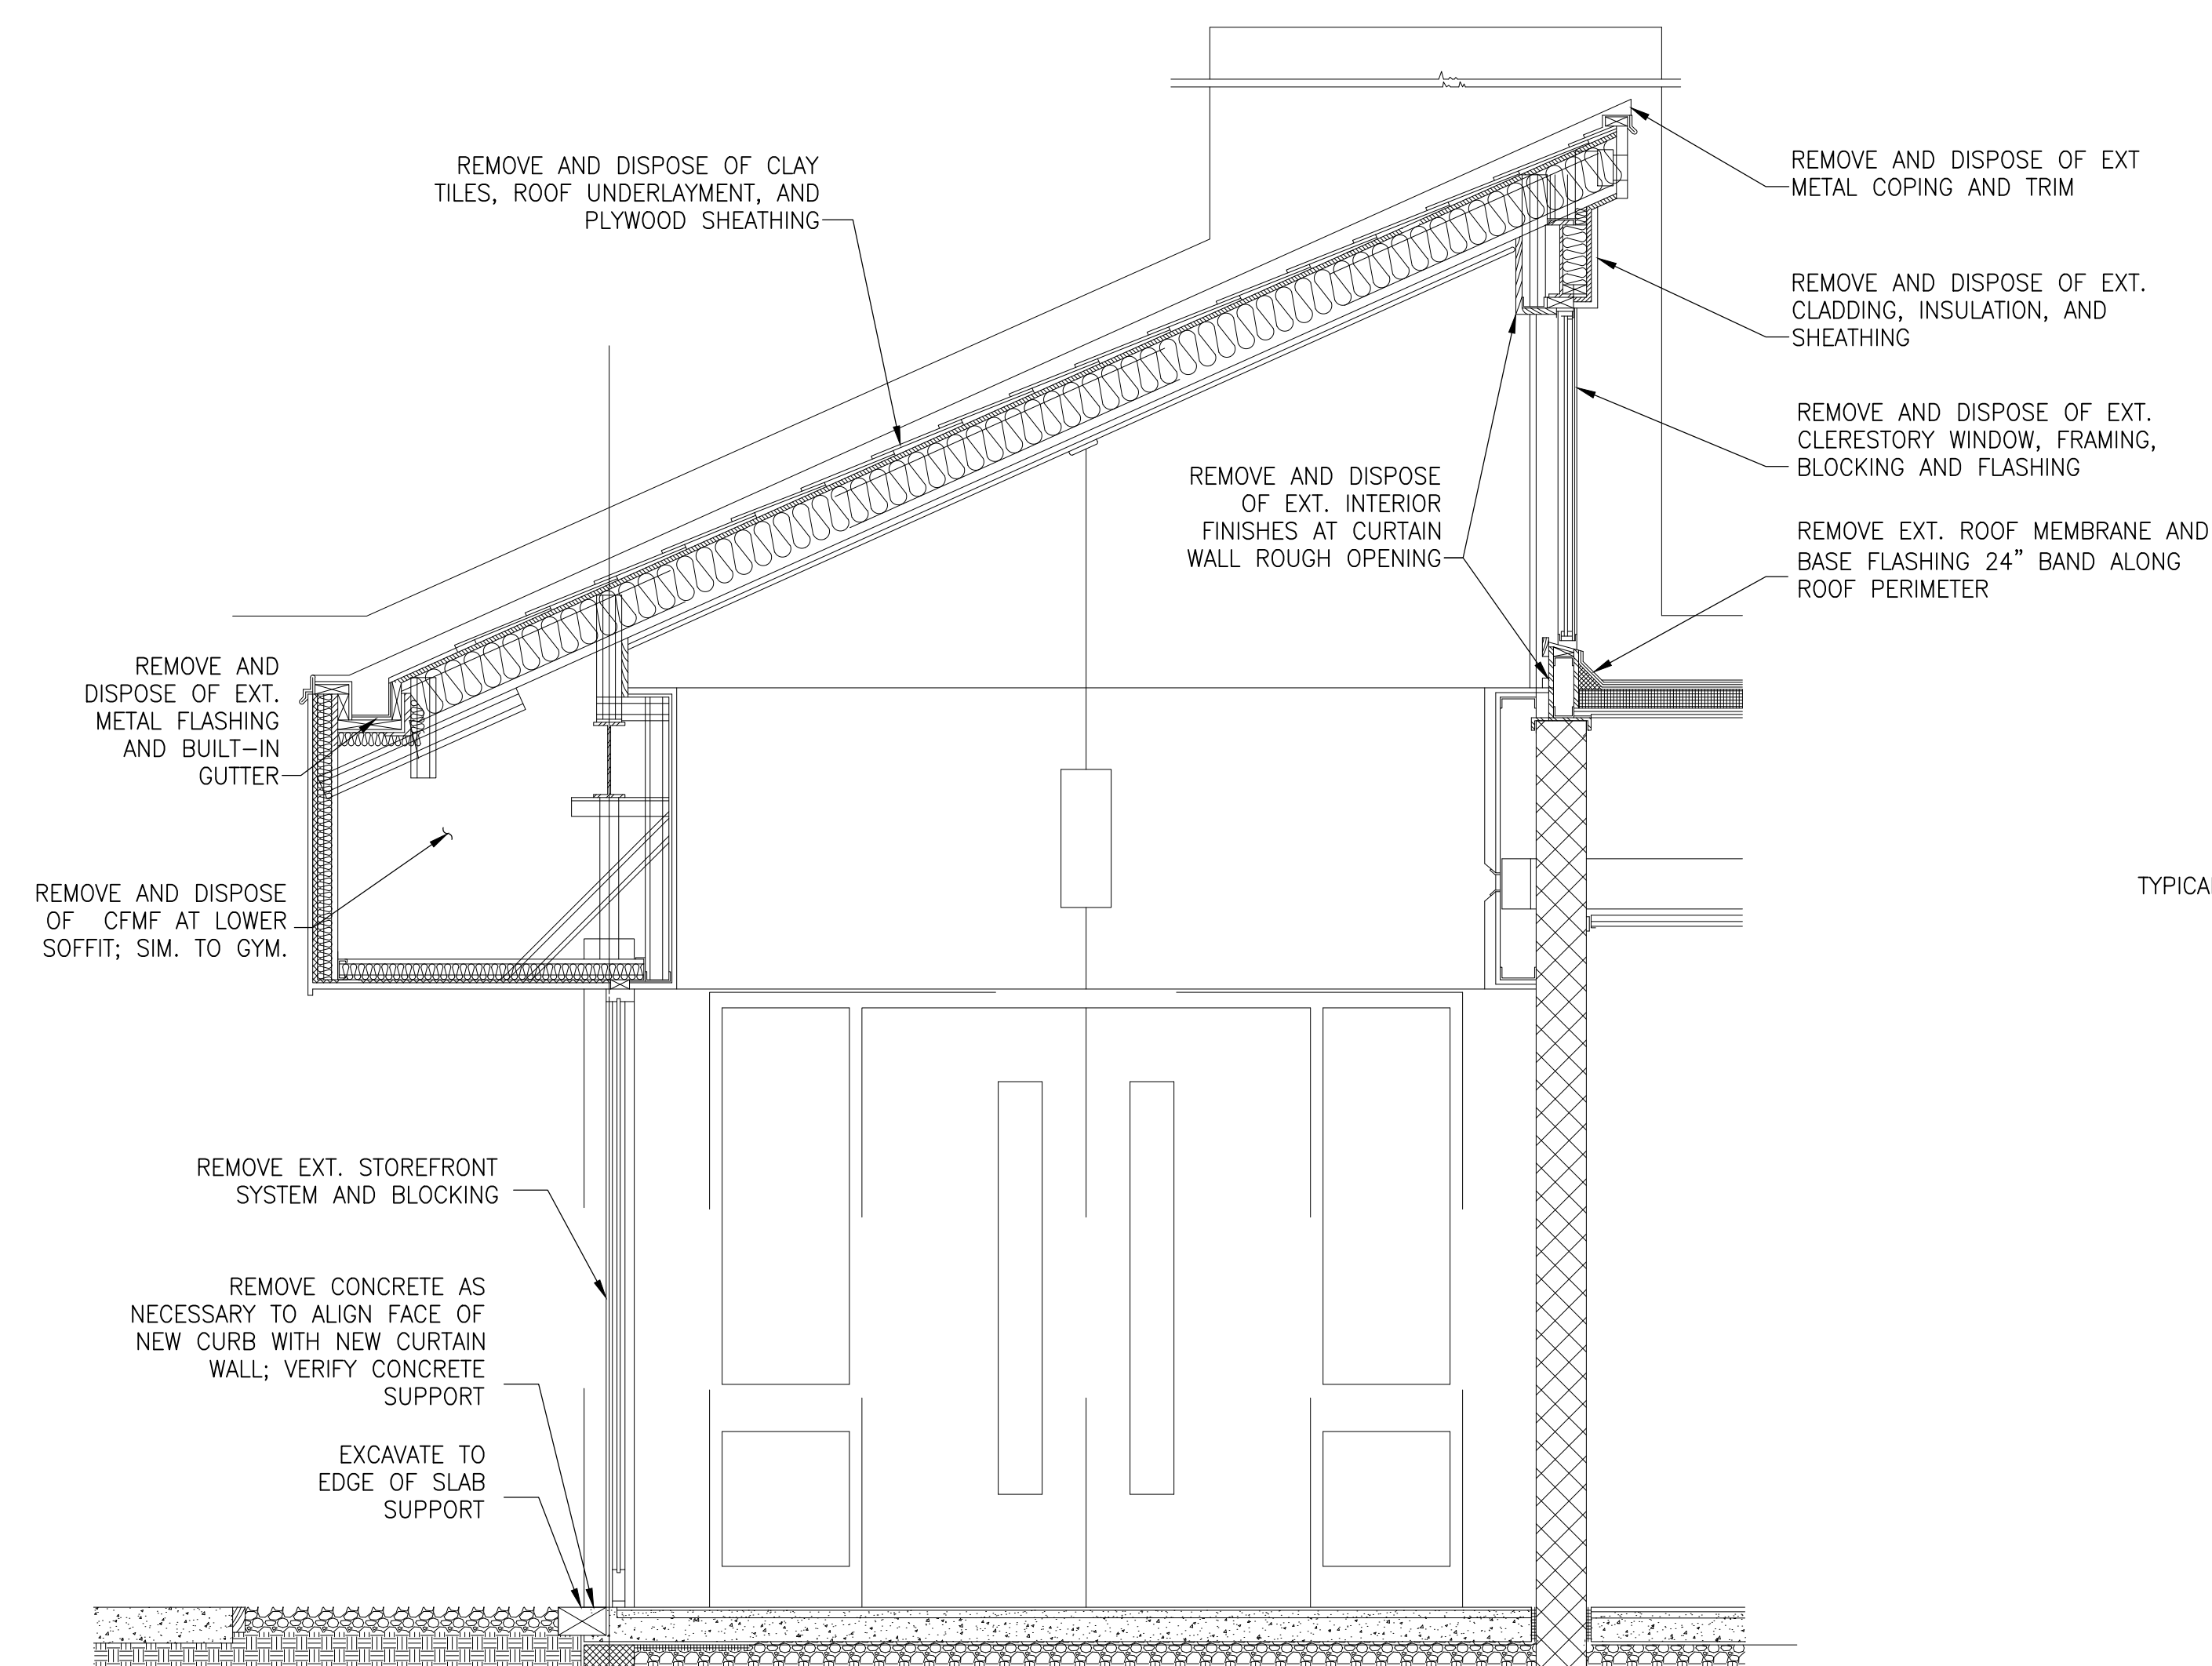 REMOVE AND DISPOSE OF CLAY
TILES, ROOF UNDERLAYMENT, AND
PLYWOOD SHEATHING
REMOVE AND DISPOSE OF EXT
METAL COPING AND TRIM
REMOVE AND DISPOSE OF EXT.
CLADDING, INSULATION, AND
SHEATHING
REMOVE AND DISPOSE OF EXT.
CLERESTORY WINDOW, FRAMING,
BLOCKING AND FLASHING
REMOVE AND DISPOSE
OF EXT. INTERIOR
FINISHES AT CURTAIN
WALL ROUGH OPENING
REMOVE EXT. ROOF MEMBRANE AND
BASE FLASHING 24” BAND ALONG
ROOF PERIMETER
REMOVE AND
DISPOSE OF EXT.
METAL FLASHING
AND BUILT-IN
GUTTER
REMOVE AND DISPOSE
OF CFMF AT LOWER
SOFFIT; SIM. TO GYM.
REMOVE EXT. STOREFRONT
SYSTEM AND BLOCKING
REMOVE CONCRETE AS
NECESSARY TO ALIGN FACE OF
NEW CURB WITH NEW CURTAIN
WALL; VERIFY CONCRETE
SUPPORT
EXCAVATE TO
EDGE OF SLAB
SUPPORT